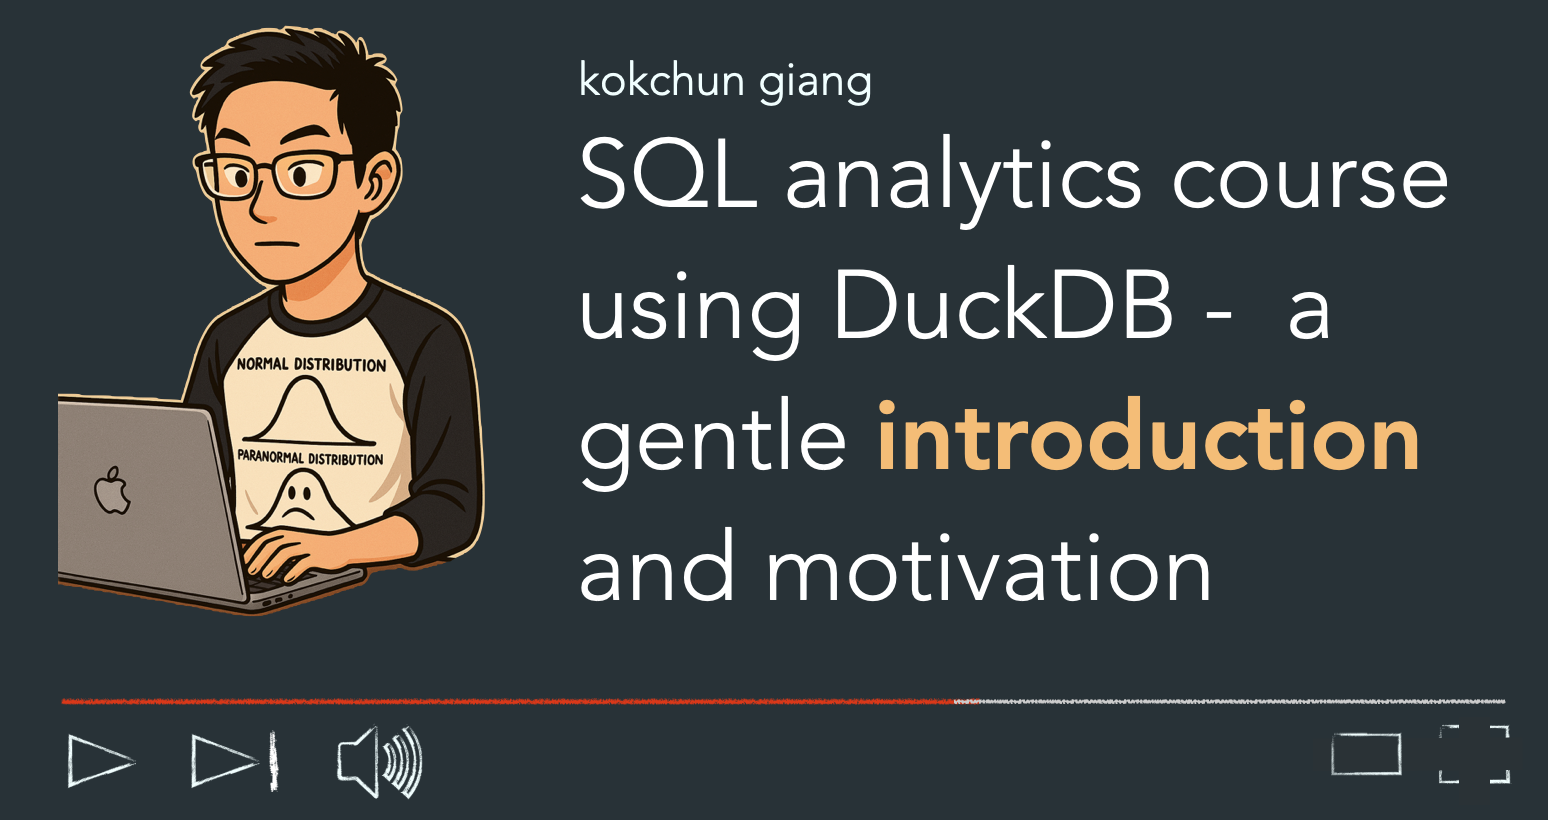 kokchun giang
SQL analytics course
using DuckDB -  a
gentle introduction
and motivation
NORMAL DISTRIBUTION
PARANORMAL DISTRIBUTION